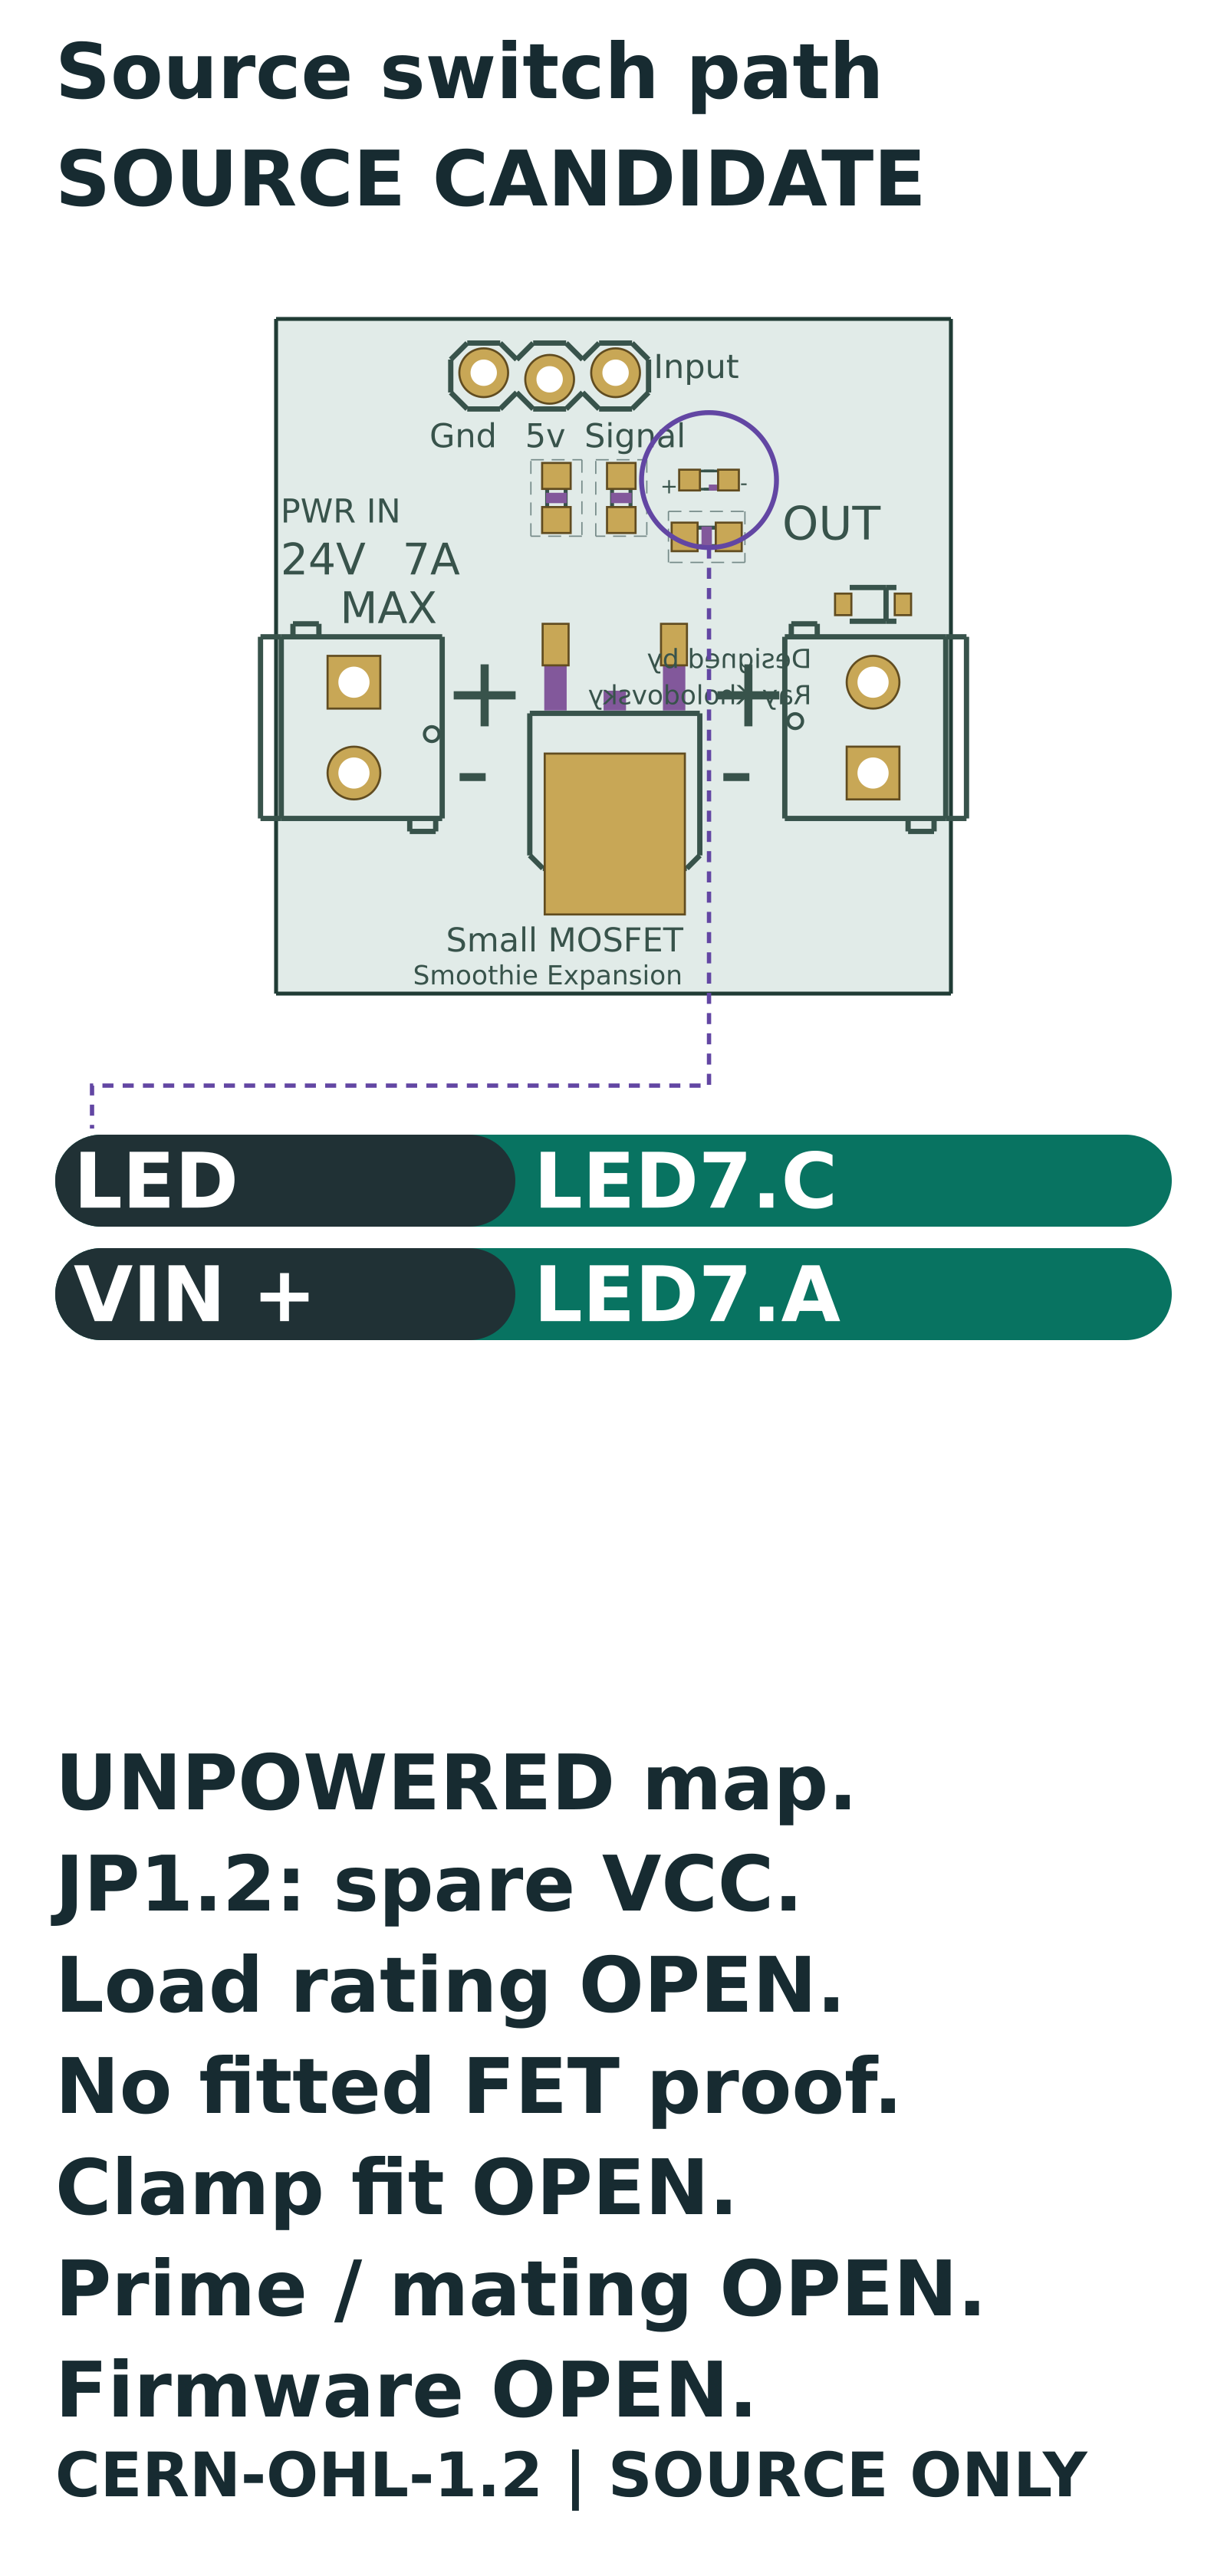 Source switch path
SOURCE CANDIDATE
Input
Gnd 5v Signal
+ -
PWR IN
OUT
24V 7A
MAX
Designed by
Ray Kholodovsky
+ +
- -
Small MOSFET
Smoothie Expansion
LED LED7.C
VIN + LED7.A
UNPOWERED map.
JP1.2: spare VCC.
Load rating OPEN.
No fitted FET proof.
Clamp fit OPEN.
Prime / mating OPEN.
Firmware OPEN.
CERN-OHL-1.2 | SOURCE ONLY